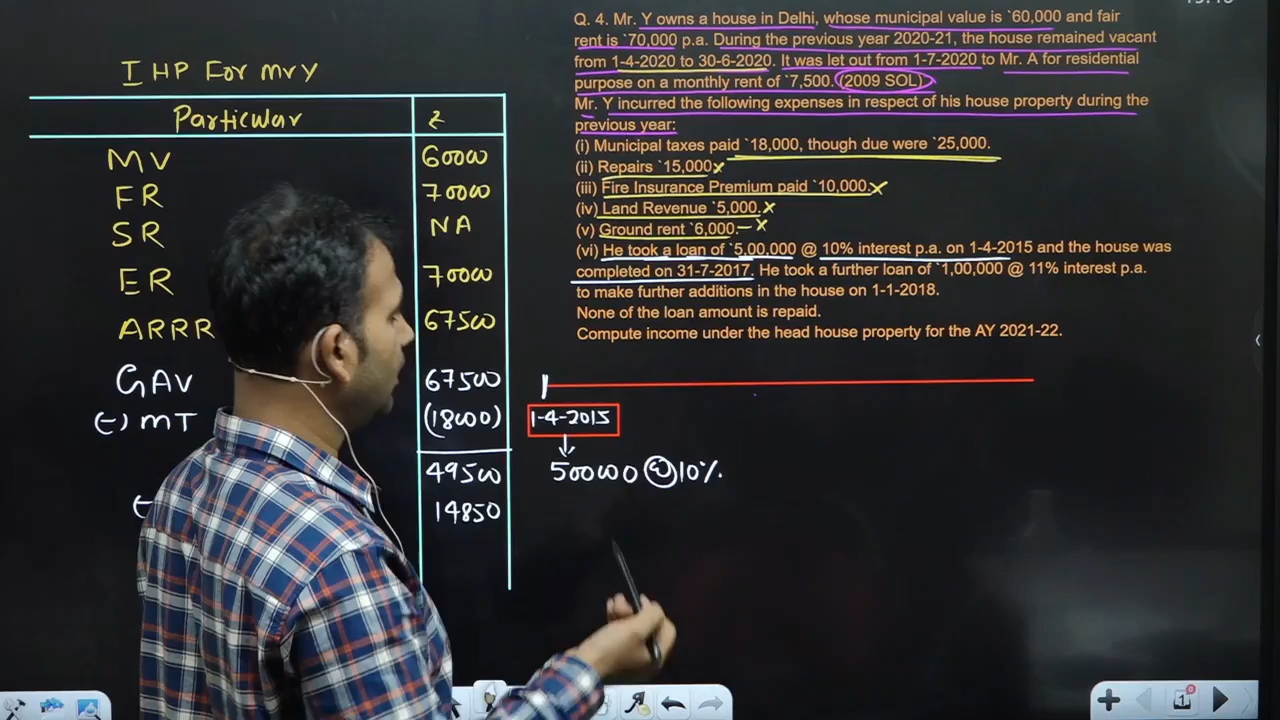 Q. 4. Mr. Y owns a house in Delhi, whose municipal value is `60,000 and fair
rent is `70,000 p.a. During the previous year 2020-21, the house remained vacant
from 1-4-2020 to 30-6-2020. It was let out from 1-7-2020 to Mr. A for residential
purpose on a monthly rent of `7,500. (2009 SOL)
Mr. Y incurred the following expenses in respect of his house property during the
previous year:
(i) Municipal taxes paid `18,000, though due were `25,000.
(ii) Repairs `15,000 x
(iii) Fire Insurance Premium paid `10,000. x
(iv) Land Revenue `5,000. x
(v) Ground rent `6,000. – x
(vi) He took a loan of `5,00,000 @ 10% interest p.a. on 1-4-2015 and the house was
completed on 31-7-2017. He took a further loan of `1,00,000 @ 11% interest p.a.
to make further additions in the house on 1-1-2018.
None of the loan amount is repaid.
Compute income under the head house property for the AY 2021-22.
IHP For Mr Y
Particular ₹
MV 60000
FR 70000
SR NA
ER 70000
ARRR 67500
GAV 67500
(-) MT (18000)
49500
14850
1-4-2015
500000 @ 10%
1